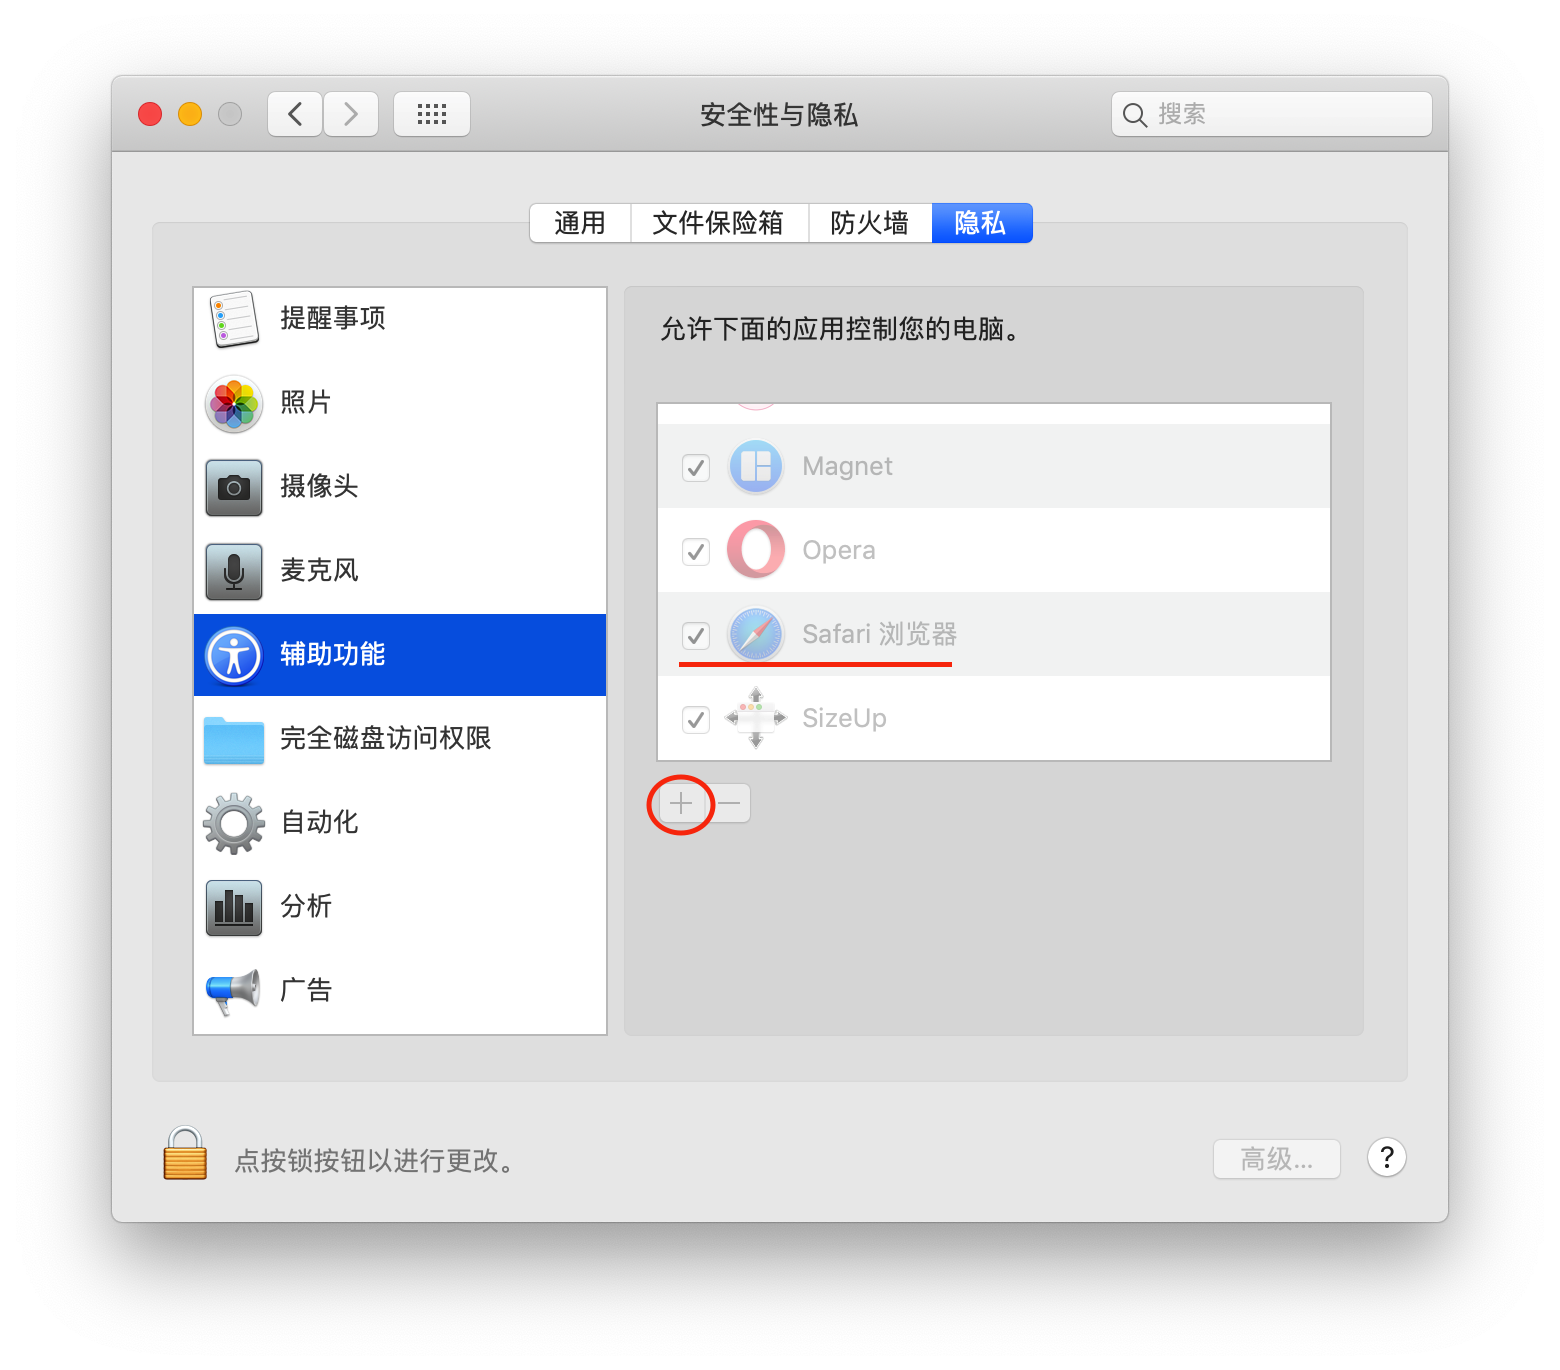 安全性与隐私
搜索
通用
文件保险箱
防火墙
隐私
提醒事项
照片
摄像头
麦克风
辅助功能
完全磁盘访问权限
自动化
分析
广告
允许下面的应用控制您的电脑。
Magnet
Opera
Safari 浏览器
SizeUp
点按锁按钮以进行更改。
高级...
?